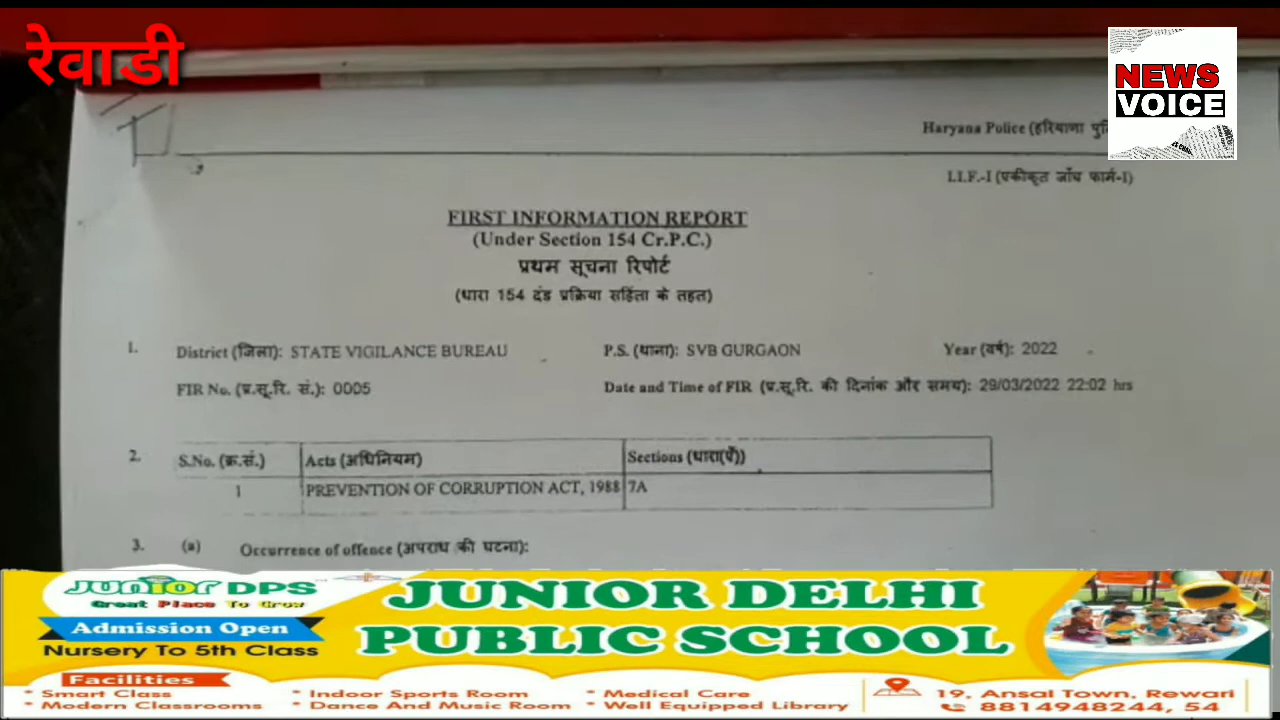 रेवाडी
NEWS
VOICE
Haryana Police (हरियाणा
I.I.F.-I (एकीकृत जाँच फार्म-I)
FIRST INFORMATION REPORT
(Under Section 154 Cr.P.C.)
प्रथम सूचना रिपोर्ट
(धारा 154 दंड प्रक्रिया सहिंता के तहत)
1. District (जिला): STATE VIGILANCE BUREAU P.S. (थाना): SVB GURGAON Year (वर्ष): 2022
FIR No. (प्र.सू.रि. सं.): 0005 Date and Time of FIR (प्र.सू.रि. की दिनांक और समय): 29/03/2022 22:02 hrs
2. S.No. (क्र.सं.) Acts (अधिनियम) Sections (धारा(एँ))
1 PREVENTION OF CORRUPTION ACT, 1988 7A
3. (a) Occurrence of offence (अपराध की घटना):
JUNIOR DPS
Great Place To Grow
Admission Open
Nursery To 5th Class
JUNIOR DELHI
PUBLIC SCHOOL
Facilities
* Smart Class * Indoor Sports Room * Medical Care
* Modern Classrooms * Dance And Music Room * Well Equipped Library
19, Ansal Town, Rewari
8814948244, 54